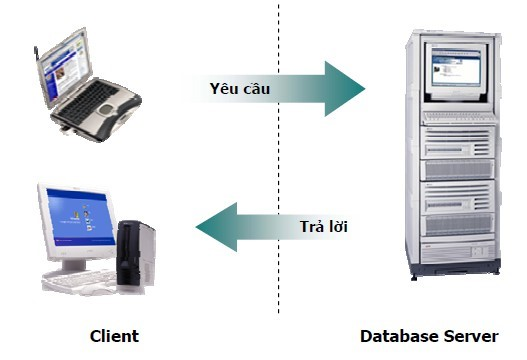 Yêu cầu
Trả lời
Client
Database Server